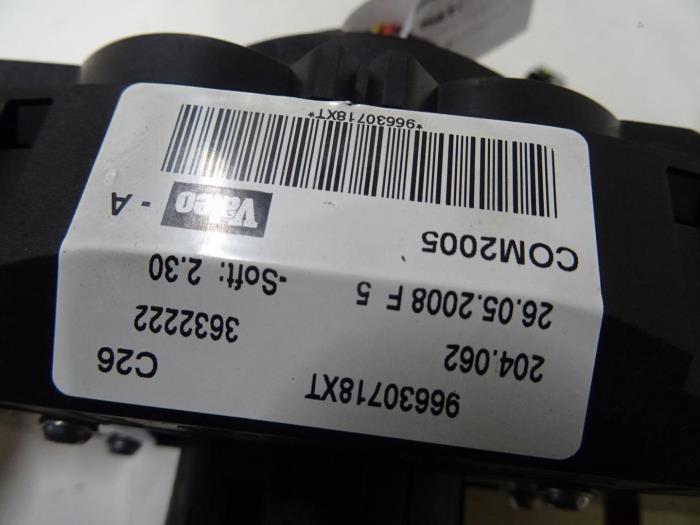 96630718XT C26
204.062 3632222
26.05.2008 F 5 -Soft: 2.30
COM2005 Valeo - A
*96630718XT*